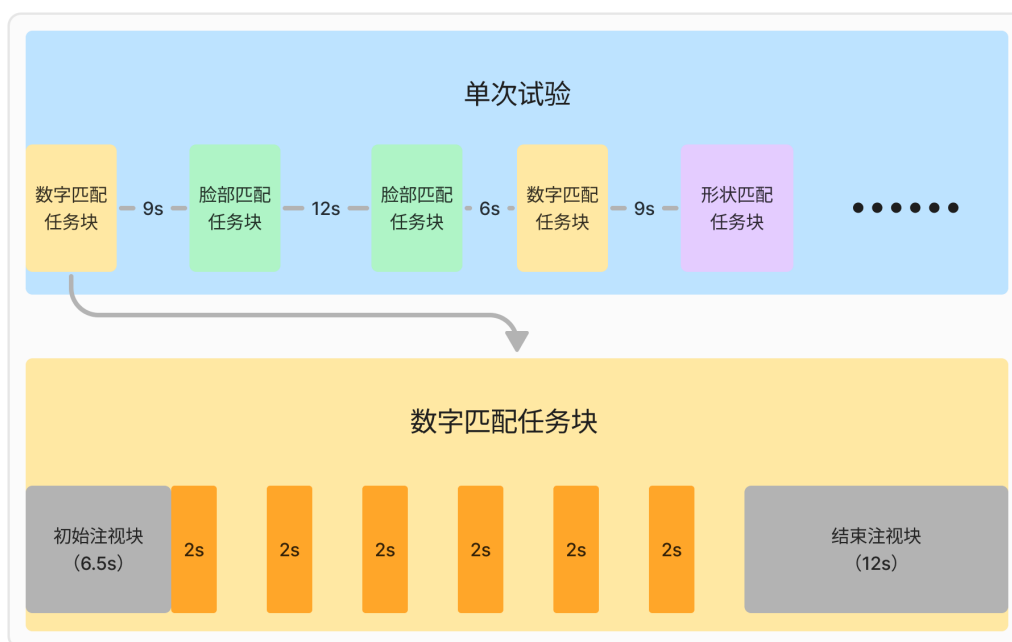 单次试验
数字匹配
任务块
9s
脸部匹配
任务块
12s
脸部匹配
任务块
6s
数字匹配
任务块
9s
形状匹配
任务块
••••••
数字匹配任务块
初始注视块
（6.5s）
2s
2s
2s
2s
2s
2s
结束注视块
（12s）